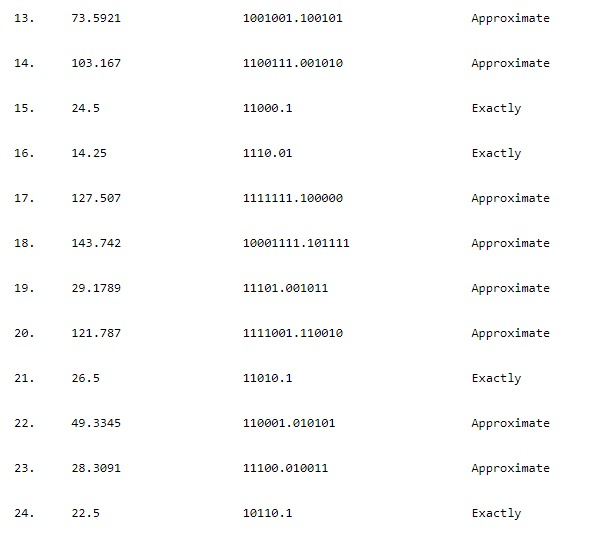 13. 73.5921 1001001.100101 Approximate
14. 103.167 1100111.001010 Approximate
15. 24.5 11000.1 Exactly
16. 14.25 1110.01 Exactly
17. 127.507 1111111.100000 Approximate
18. 143.742 10001111.101111 Approximate
19. 29.1789 11101.001011 Approximate
20. 121.787 1111001.110010 Approximate
21. 26.5 11010.1 Exactly
22. 49.3345 110001.010101 Approximate
23. 28.3091 11100.010011 Approximate
24. 22.5 10110.1 Exactly